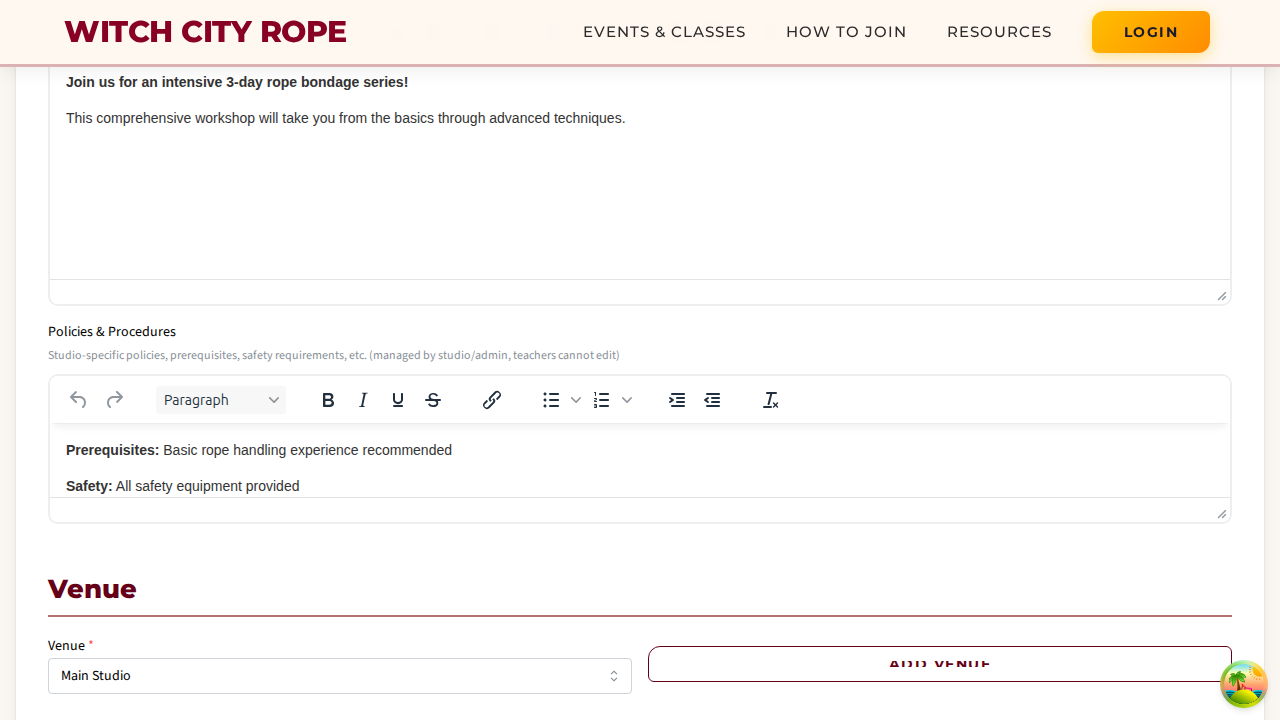 WITCH CITY ROPE
EVENTS & CLASSES
HOW TO JOIN
RESOURCES
LOGIN
Join us for an intensive 3-day rope bondage series!
This comprehensive workshop will take you from the basics through advanced techniques.
Policies & Procedures
Studio-specific policies, prerequisites, safety requirements, etc. (managed by studio/admin, teachers cannot edit)
Paragraph
Prerequisites: Basic rope handling experience recommended
Safety: All safety equipment provided
Venue
Venue *
Main Studio
ADD VENUE